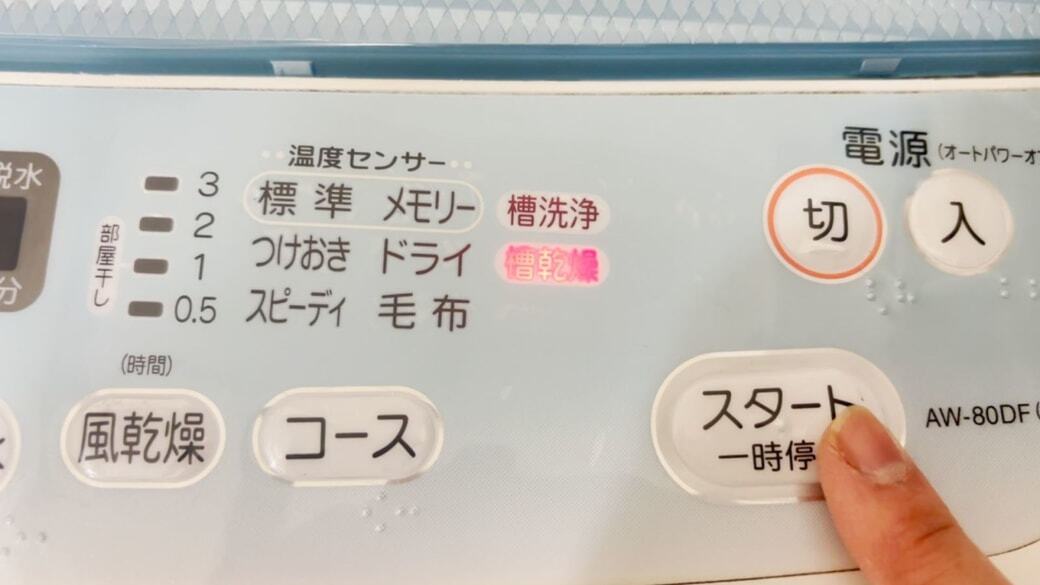 脱水
分
部屋干し
3
2
1
0.5
(時間)
温度センサー
標準 メモリー 槽洗浄
つけおき ドライ 槽乾燥
スピーディ 毛布
電源(オートパワーオ
切 入
風乾燥 コース
スタート
一時停
AW-80DF